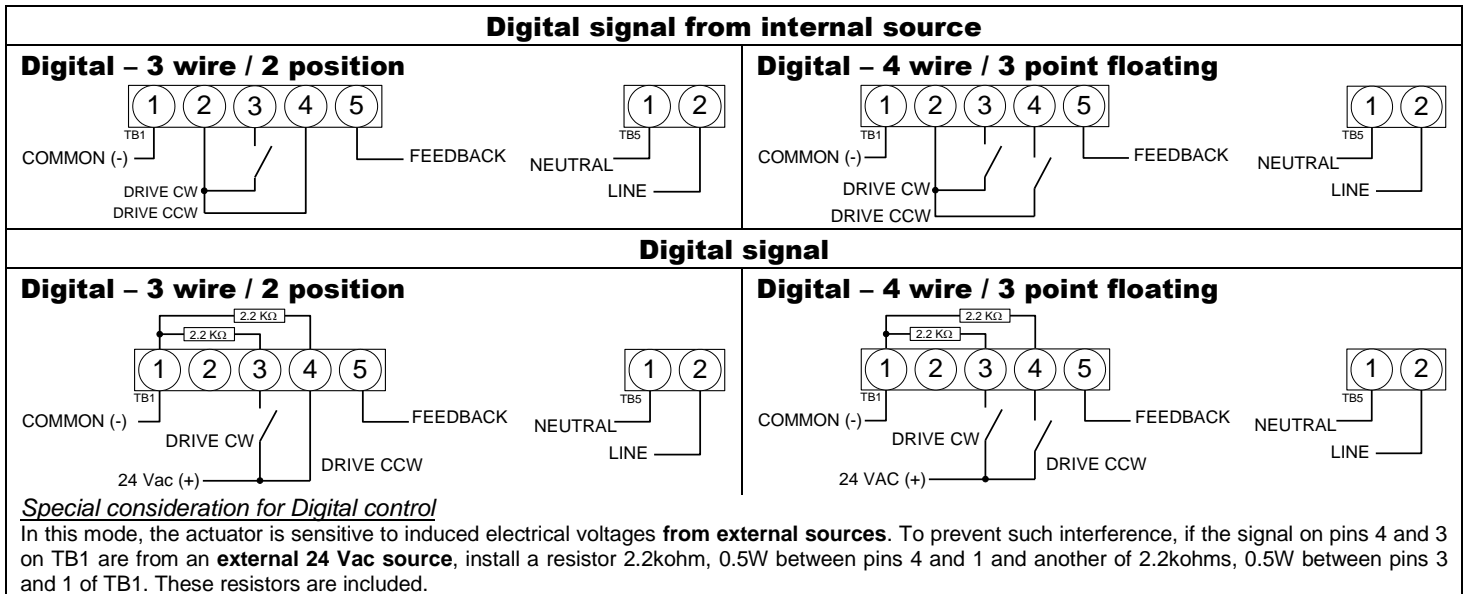 Digital signal from internal source
Digital – 3 wire / 2 position
1 2 3 4 5
TB1
COMMON (-)
DRIVE CW
DRIVE CCW
FEEDBACK
1 2
TB5
NEUTRAL
LINE
Digital – 4 wire / 3 point floating
1 2 3 4 5
TB1
COMMON (-)
DRIVE CW
DRIVE CCW
FEEDBACK
1 2
TB5
NEUTRAL
LINE
Digital signal
Digital – 3 wire / 2 position
2.2 KΩ
2.2 KΩ
1 2 3 4 5
TB1
COMMON (-)
DRIVE CW
DRIVE CCW
24 Vac (+)
FEEDBACK
1 2
TB5
NEUTRAL
LINE
Digital – 4 wire / 3 point floating
2.2 KΩ
2.2 KΩ
1 2 3 4 5
TB1
COMMON (-)
DRIVE CW
DRIVE CCW
24 VAC (+)
FEEDBACK
1 2
TB5
NEUTRAL
LINE
Special consideration for Digital control
In this mode, the actuator is sensitive to induced electrical voltages from external sources. To prevent such interference, if the signal on pins 4 and 3
on TB1 are from an external 24 Vac source, install a resistor 2.2kohm, 0.5W between pins 4 and 1 and another of 2.2kohms, 0.5W between pins 3
and 1 of TB1. These resistors are included.